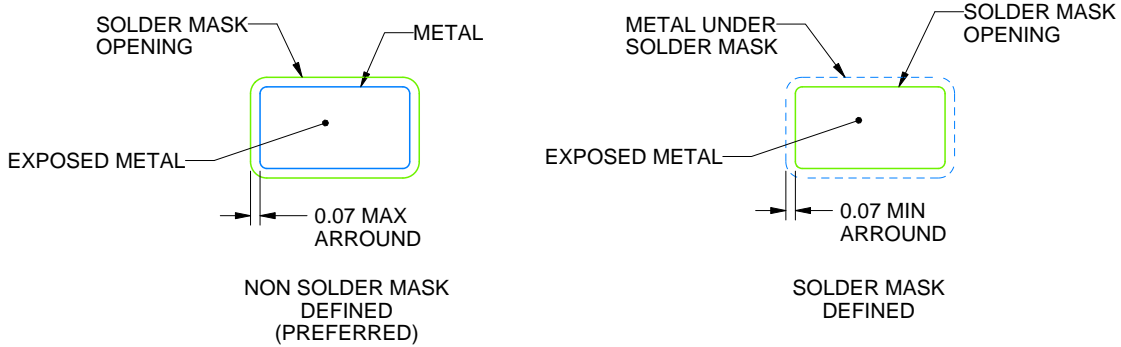 SOLDER MASK
OPENING
METAL
EXPOSED METAL
0.07 MAX
ARROUND
NON SOLDER MASK
DEFINED
(PREFERRED)
METAL UNDER
SOLDER MASK
SOLDER MASK
OPENING
EXPOSED METAL
0.07 MIN
ARROUND
SOLDER MASK
DEFINED